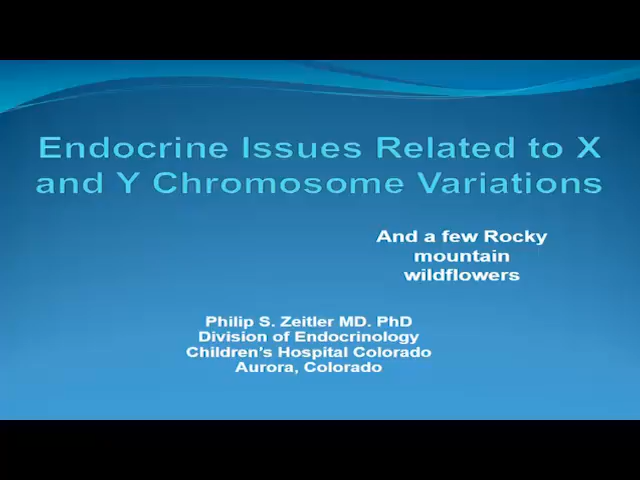 Endocrine Issues Related to X
and Y Chromosome Variations
And a few Rocky
mountain
wildflowers
Philip S. Zeitler MD. PhD
Division of Endocrinology
Children's Hospital Colorado
Aurora, Colorado